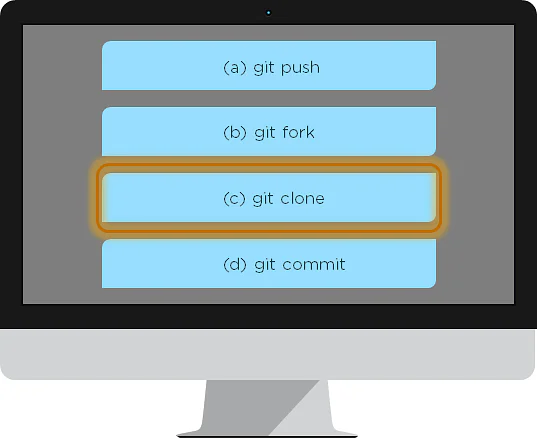 (a) git push
(b) git fork
(c) git clone
(d) git commit